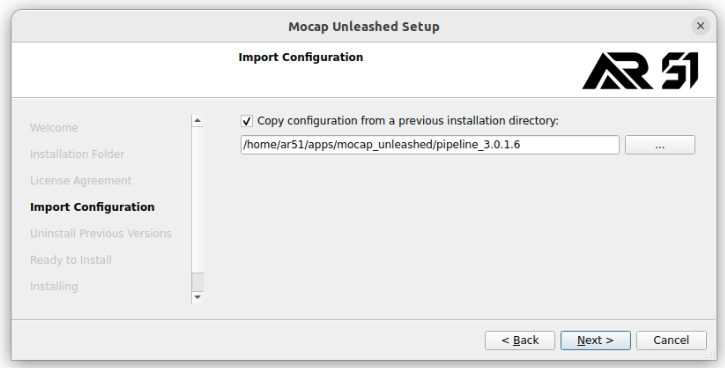 Mocap Unleashed Setup
Import Configuration
AR 51
Copy configuration from a previous installation directory:
/home/ar51/apps/mocap_unleashed/pipeline_3.0.1.6
...
Welcome
Installation Folder
License Agreement
Import Configuration
Uninstall Previous Versions
Ready to Install
Installing
< Back
Next >
Cancel